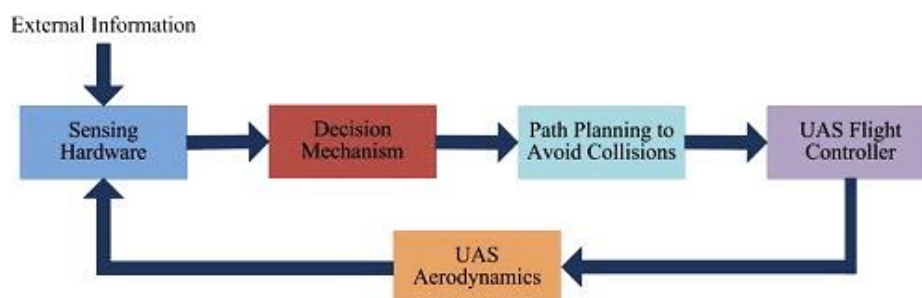 External Information
Sensing
Hardware
Decision
Mechanism
Path Planning to
Avoid Collisions
UAS Flight
Controller
UAS
Aerodynamics